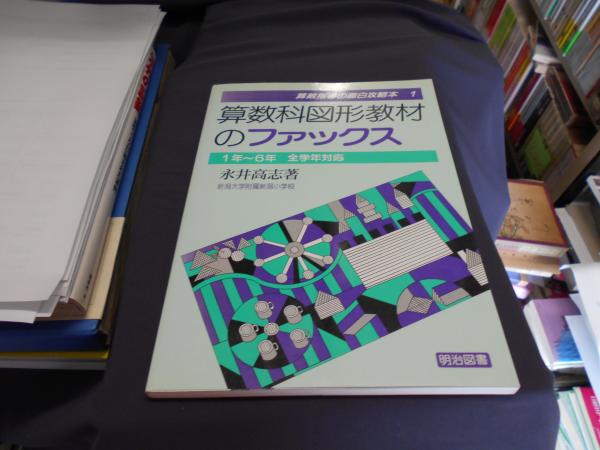 算数指導の面白攻略本 1
算数科図形教材
のファックス
1年～6年 全学年対応
永井高志著
新潟大学附属新潟小学校
明治図書